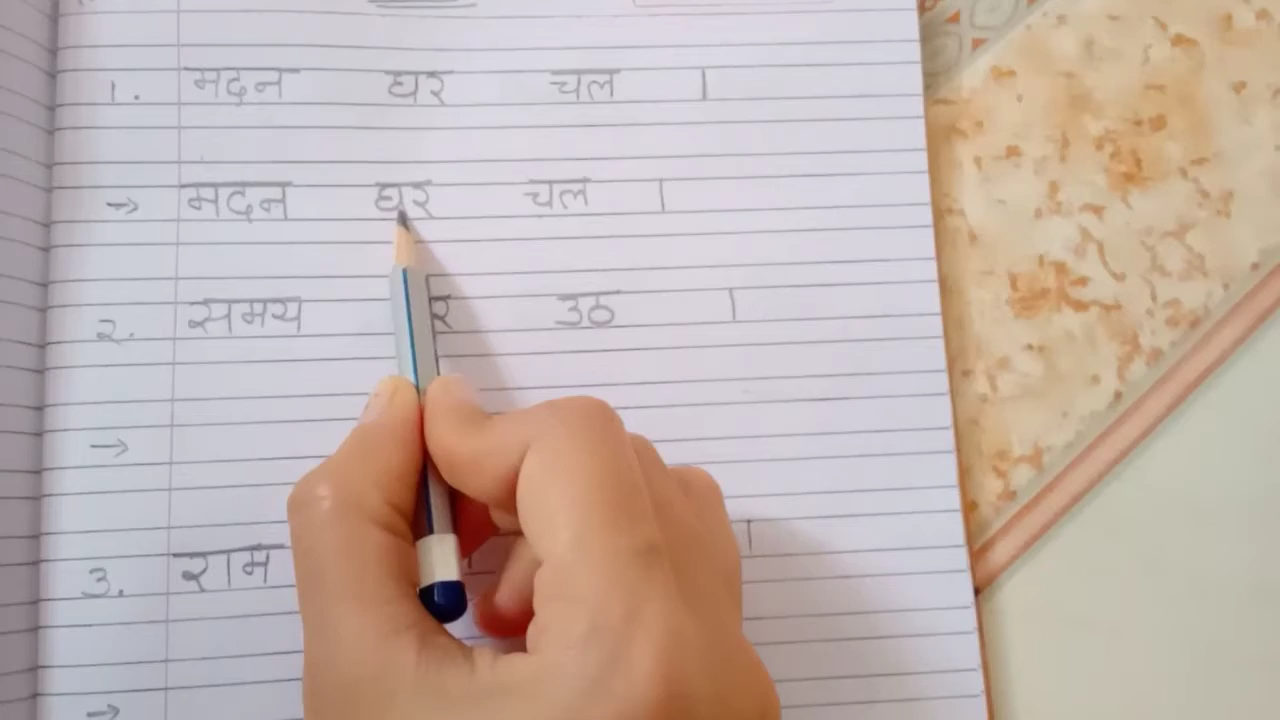 1. मदन घर चल ।
→ मदन घर चल ।
2. समय उठ ।
→
3. राम ।
→